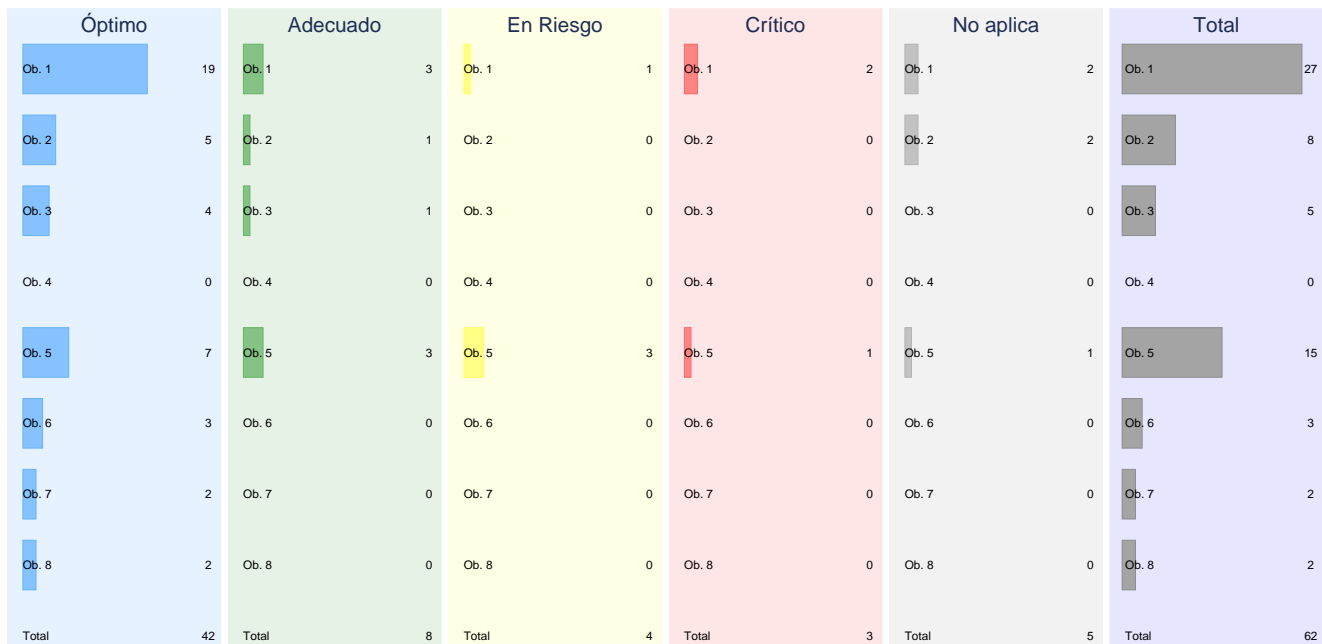 Óptimo Adecuado En Riesgo Crítico No aplica Total
Ob. 1 19 Ob. 1 3 Ob. 1 1 Ob. 1 2 Ob. 1 2 Ob. 1 27
Ob. 2 5 Ob. 2 1 Ob. 2 0 Ob. 2 0 Ob. 2 2 Ob. 2 8
Ob. 3 4 Ob. 3 1 Ob. 3 0 Ob. 3 0 Ob. 3 0 Ob. 3 5
Ob. 4 0 Ob. 4 0 Ob. 4 0 Ob. 4 0 Ob. 4 0 Ob. 4 0
Ob. 5 7 Ob. 5 3 Ob. 5 3 Ob. 5 1 Ob. 5 1 Ob. 5 15
Ob. 6 3 Ob. 6 0 Ob. 6 0 Ob. 6 0 Ob. 6 0 Ob. 6 3
Ob. 7 2 Ob. 7 0 Ob. 7 0 Ob. 7 0 Ob. 7 0 Ob. 7 2
Ob. 8 2 Ob. 8 0 Ob. 8 0 Ob. 8 0 Ob. 8 0 Ob. 8 2
Total 42 Total 8 Total 4 Total 3 Total 5 Total 62